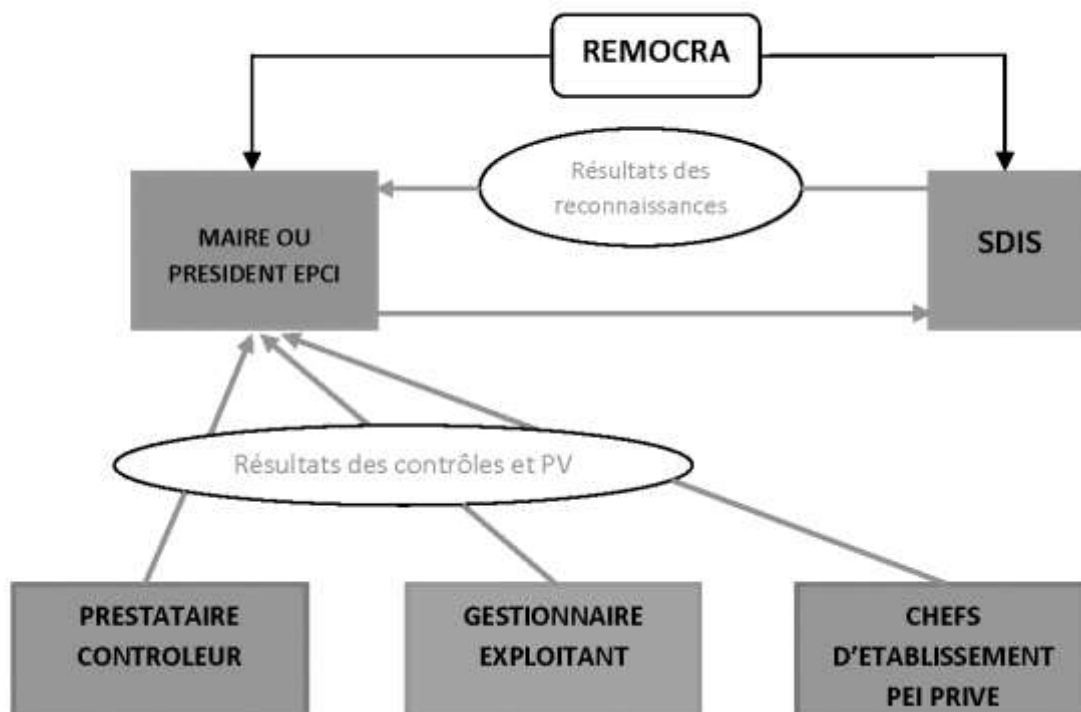 REMOCRA
Résultats des
reconnaissances
MAIRE OU
PRESIDENT EPCI
SDIS
Résultats des contrôles et PV
PRESTATAIRE
CONTROLEUR
GESTIONNAIRE
EXPLOITANT
CHEFS
D'ETABLISSEMENT
PEI PRIVE